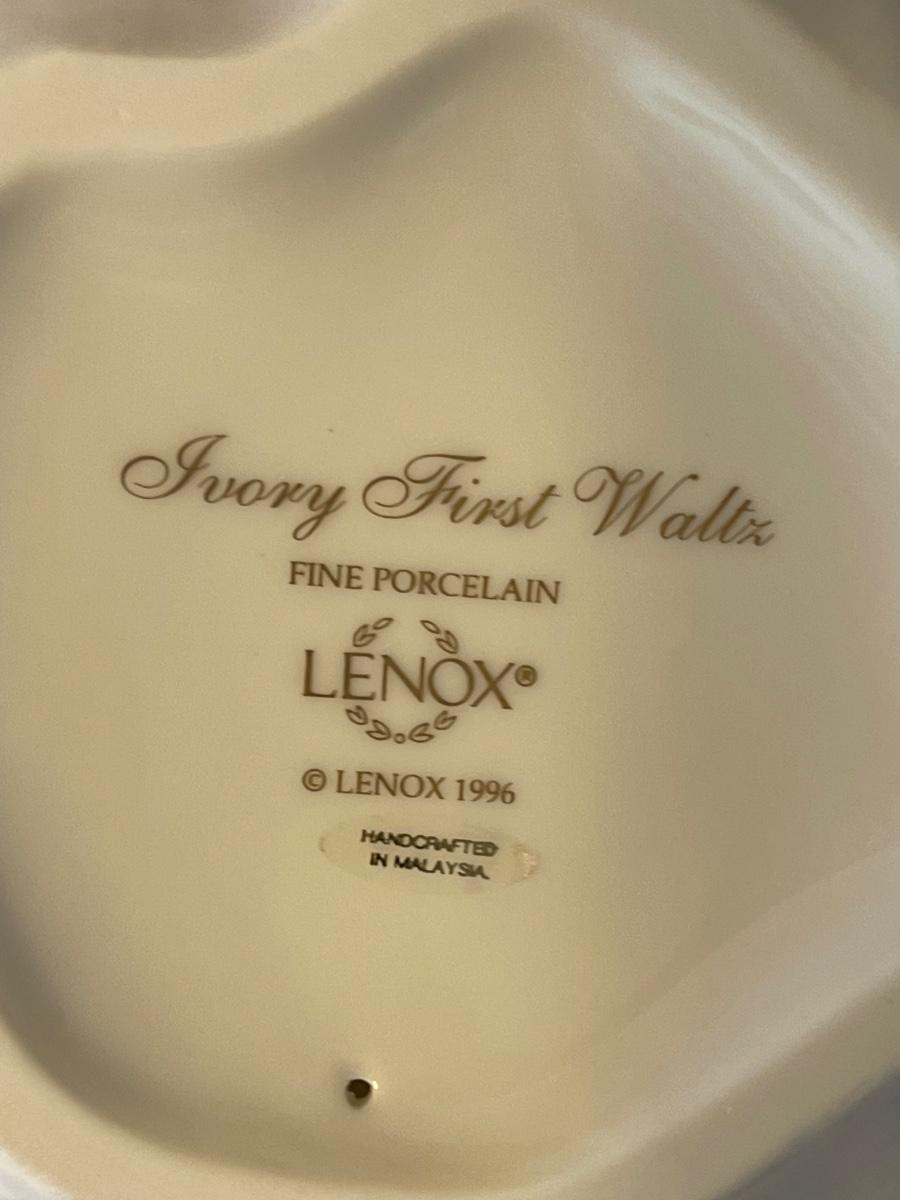 Ivory First Waltz
FINE PORCELAIN
LENOX®
© LENOX 1996
HANDCRAFTED
IN MALAYSIA